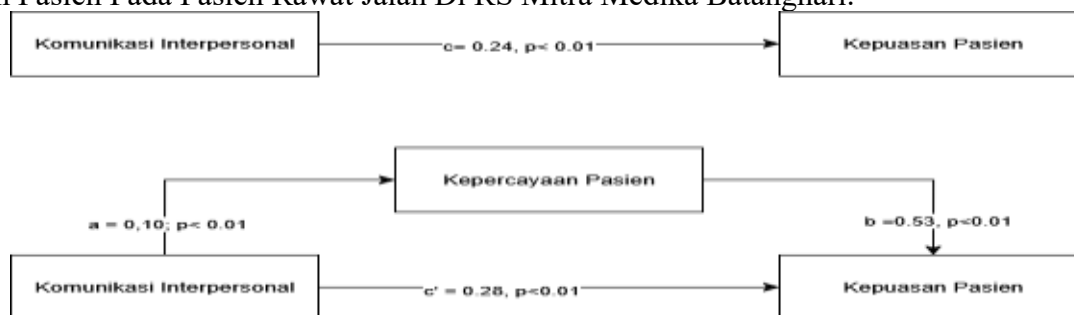 n Pasien Pada Pasien Rawat Jalan Di RS Mitra Medika Batanghari.
Komunikasi Interpersonal
c= 0.24, p< 0.01
Kepuasan Pasien
Kepercayaan Pasien
a = 0,10; p< 0.01
b =0.53, p<0.01
Komunikasi Interpersonal
c' = 0.28, p<0.01
Kepuasan Pasien